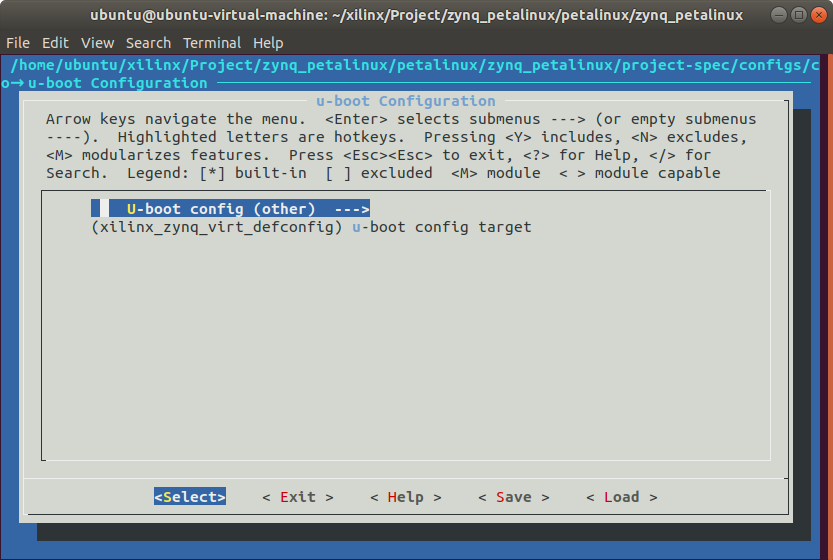 ubuntu@ubuntu-virtual-machine: ~/xilinx/Project/zynq_petalinux/petalinux/zynq_petalinux
File Edit View Search Terminal Help
/home/ubuntu/xilinx/Project/zynq_petalinux/petalinux/zynq_petalinux/project-spec/configs/c
o→u-boot Configuration
u-boot Configuration
Arrow keys navigate the menu. <Enter> selects submenus ---> (or empty submenus
----). Highlighted letters are hotkeys. Pressing <Y> includes, <N> excludes,
<M> modularizes features. Press <Esc><Esc> to exit, <?> for Help, </> for
Search. Legend: [*] built-in [ ] excluded <M> module < > module capable
U-boot config (other) --->
(xilinx_zynq_virt_defconfig) u-boot config target
<Select> < Exit > < Help > < Save > < Load >